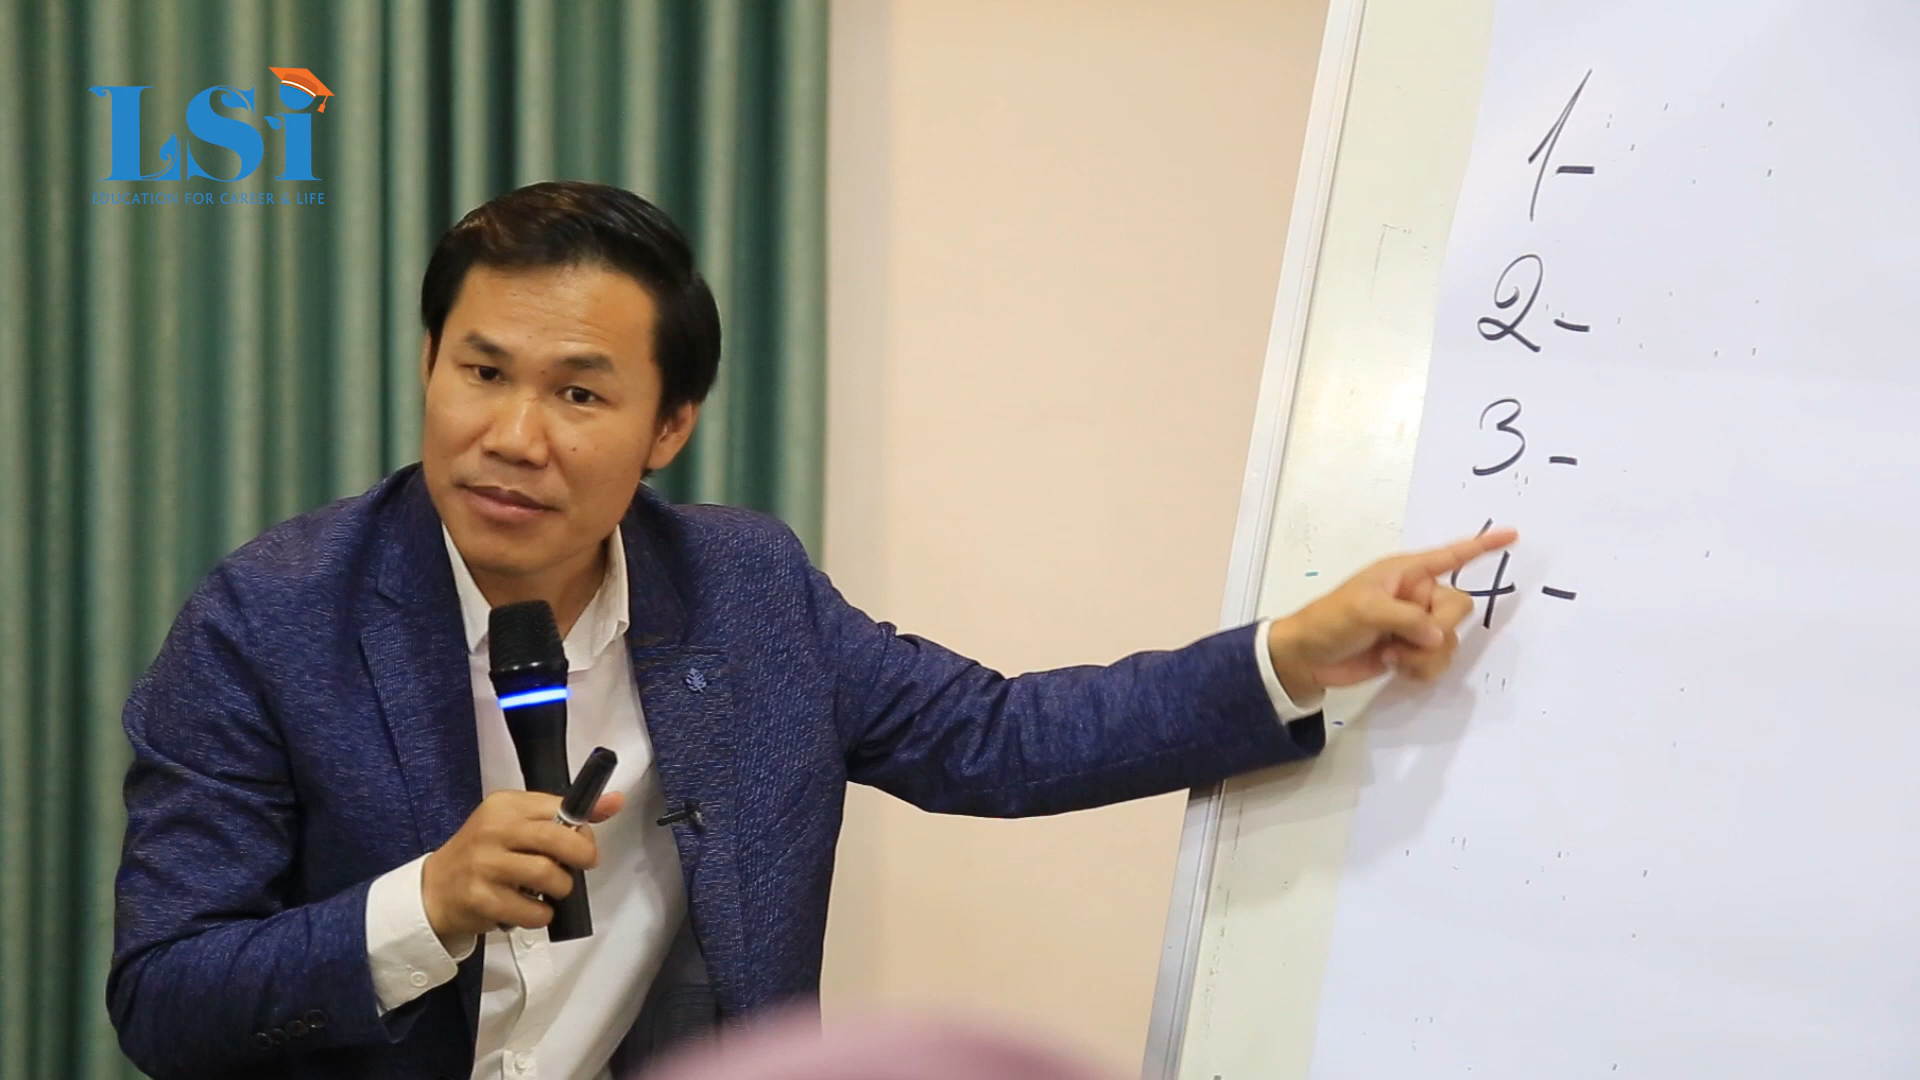 LSi
EDUCATION FOR CAREER & LIFE
1-
2-
3-
4-